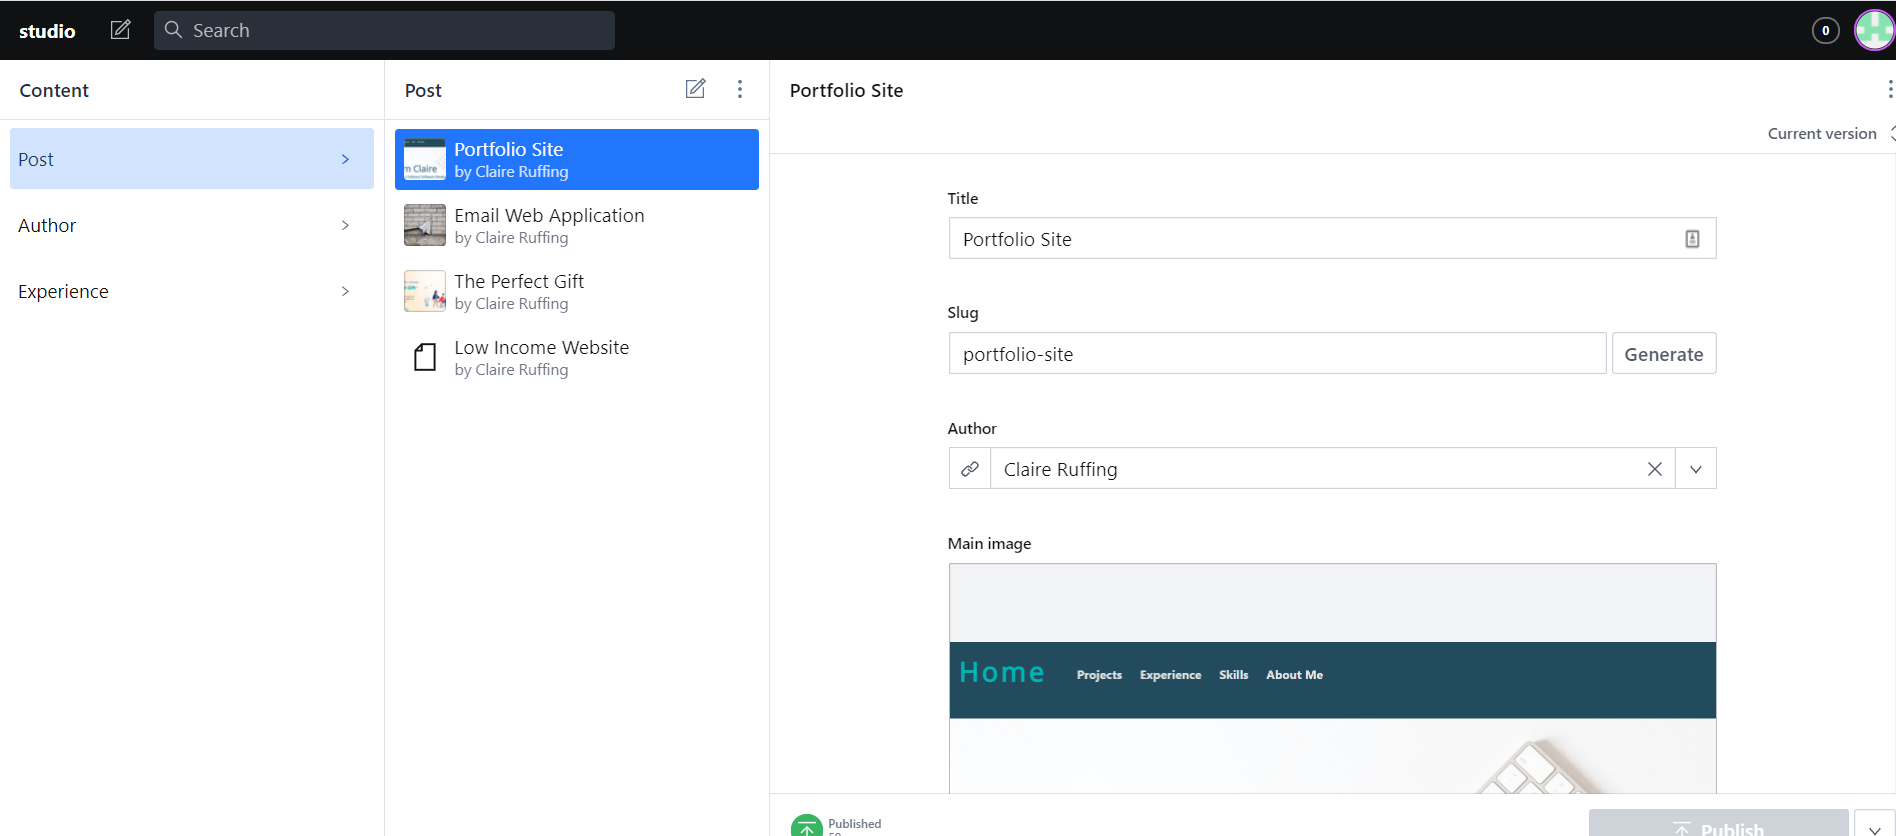 studio
Search
0
Content
Post
Author
Experience
Post
Portfolio Site
by Claire Ruffing
Email Web Application
by Claire Ruffing
The Perfect Gift
by Claire Ruffing
Low Income Website
by Claire Ruffing
Portfolio Site
Current version
Title
Portfolio Site
Slug
portfolio-site
Generate
Author
Claire Ruffing
Main image
Home Projects Experience Skills About Me
Published
Publish